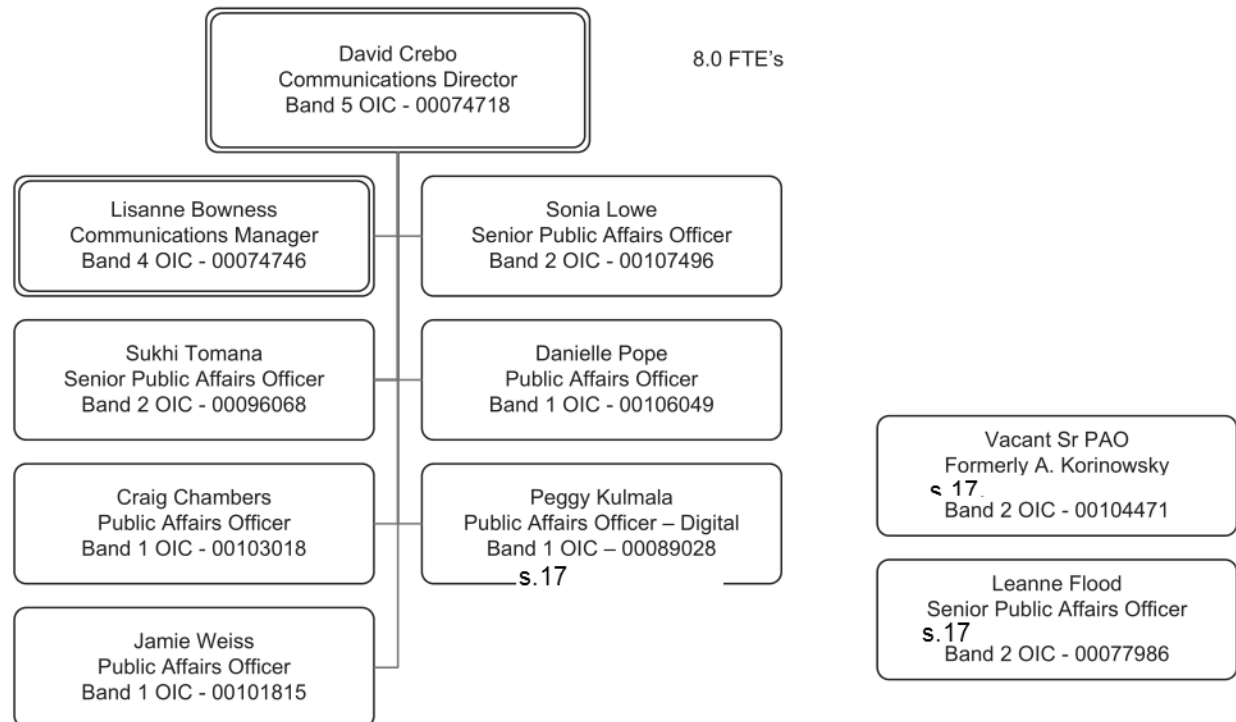 David Crebo
Communications Director
Band 5 OIC - 00074718
8.0 FTE's
Lisanne Bowness
Communications Manager
Band 4 OIC - 00074746
Sonia Lowe
Senior Public Affairs Officer
Band 2 OIC - 00107496
Sukhi Tomana
Senior Public Affairs Officer
Band 2 OIC - 00096068
Danielle Pope
Public Affairs Officer
Band 1 OIC - 00106049
Craig Chambers
Public Affairs Officer
Band 1 OIC - 00103018
Peggy Kulmala
Public Affairs Officer – Digital
Band 1 OIC – 00089028
s.17
Jamie Weiss
Public Affairs Officer
Band 1 OIC - 00101815
Vacant Sr PAO
Formerly A. Korinowsky
s.17
Band 2 OIC - 00104471
Leanne Flood
Senior Public Affairs Officer
s.17
Band 2 OIC - 00077986